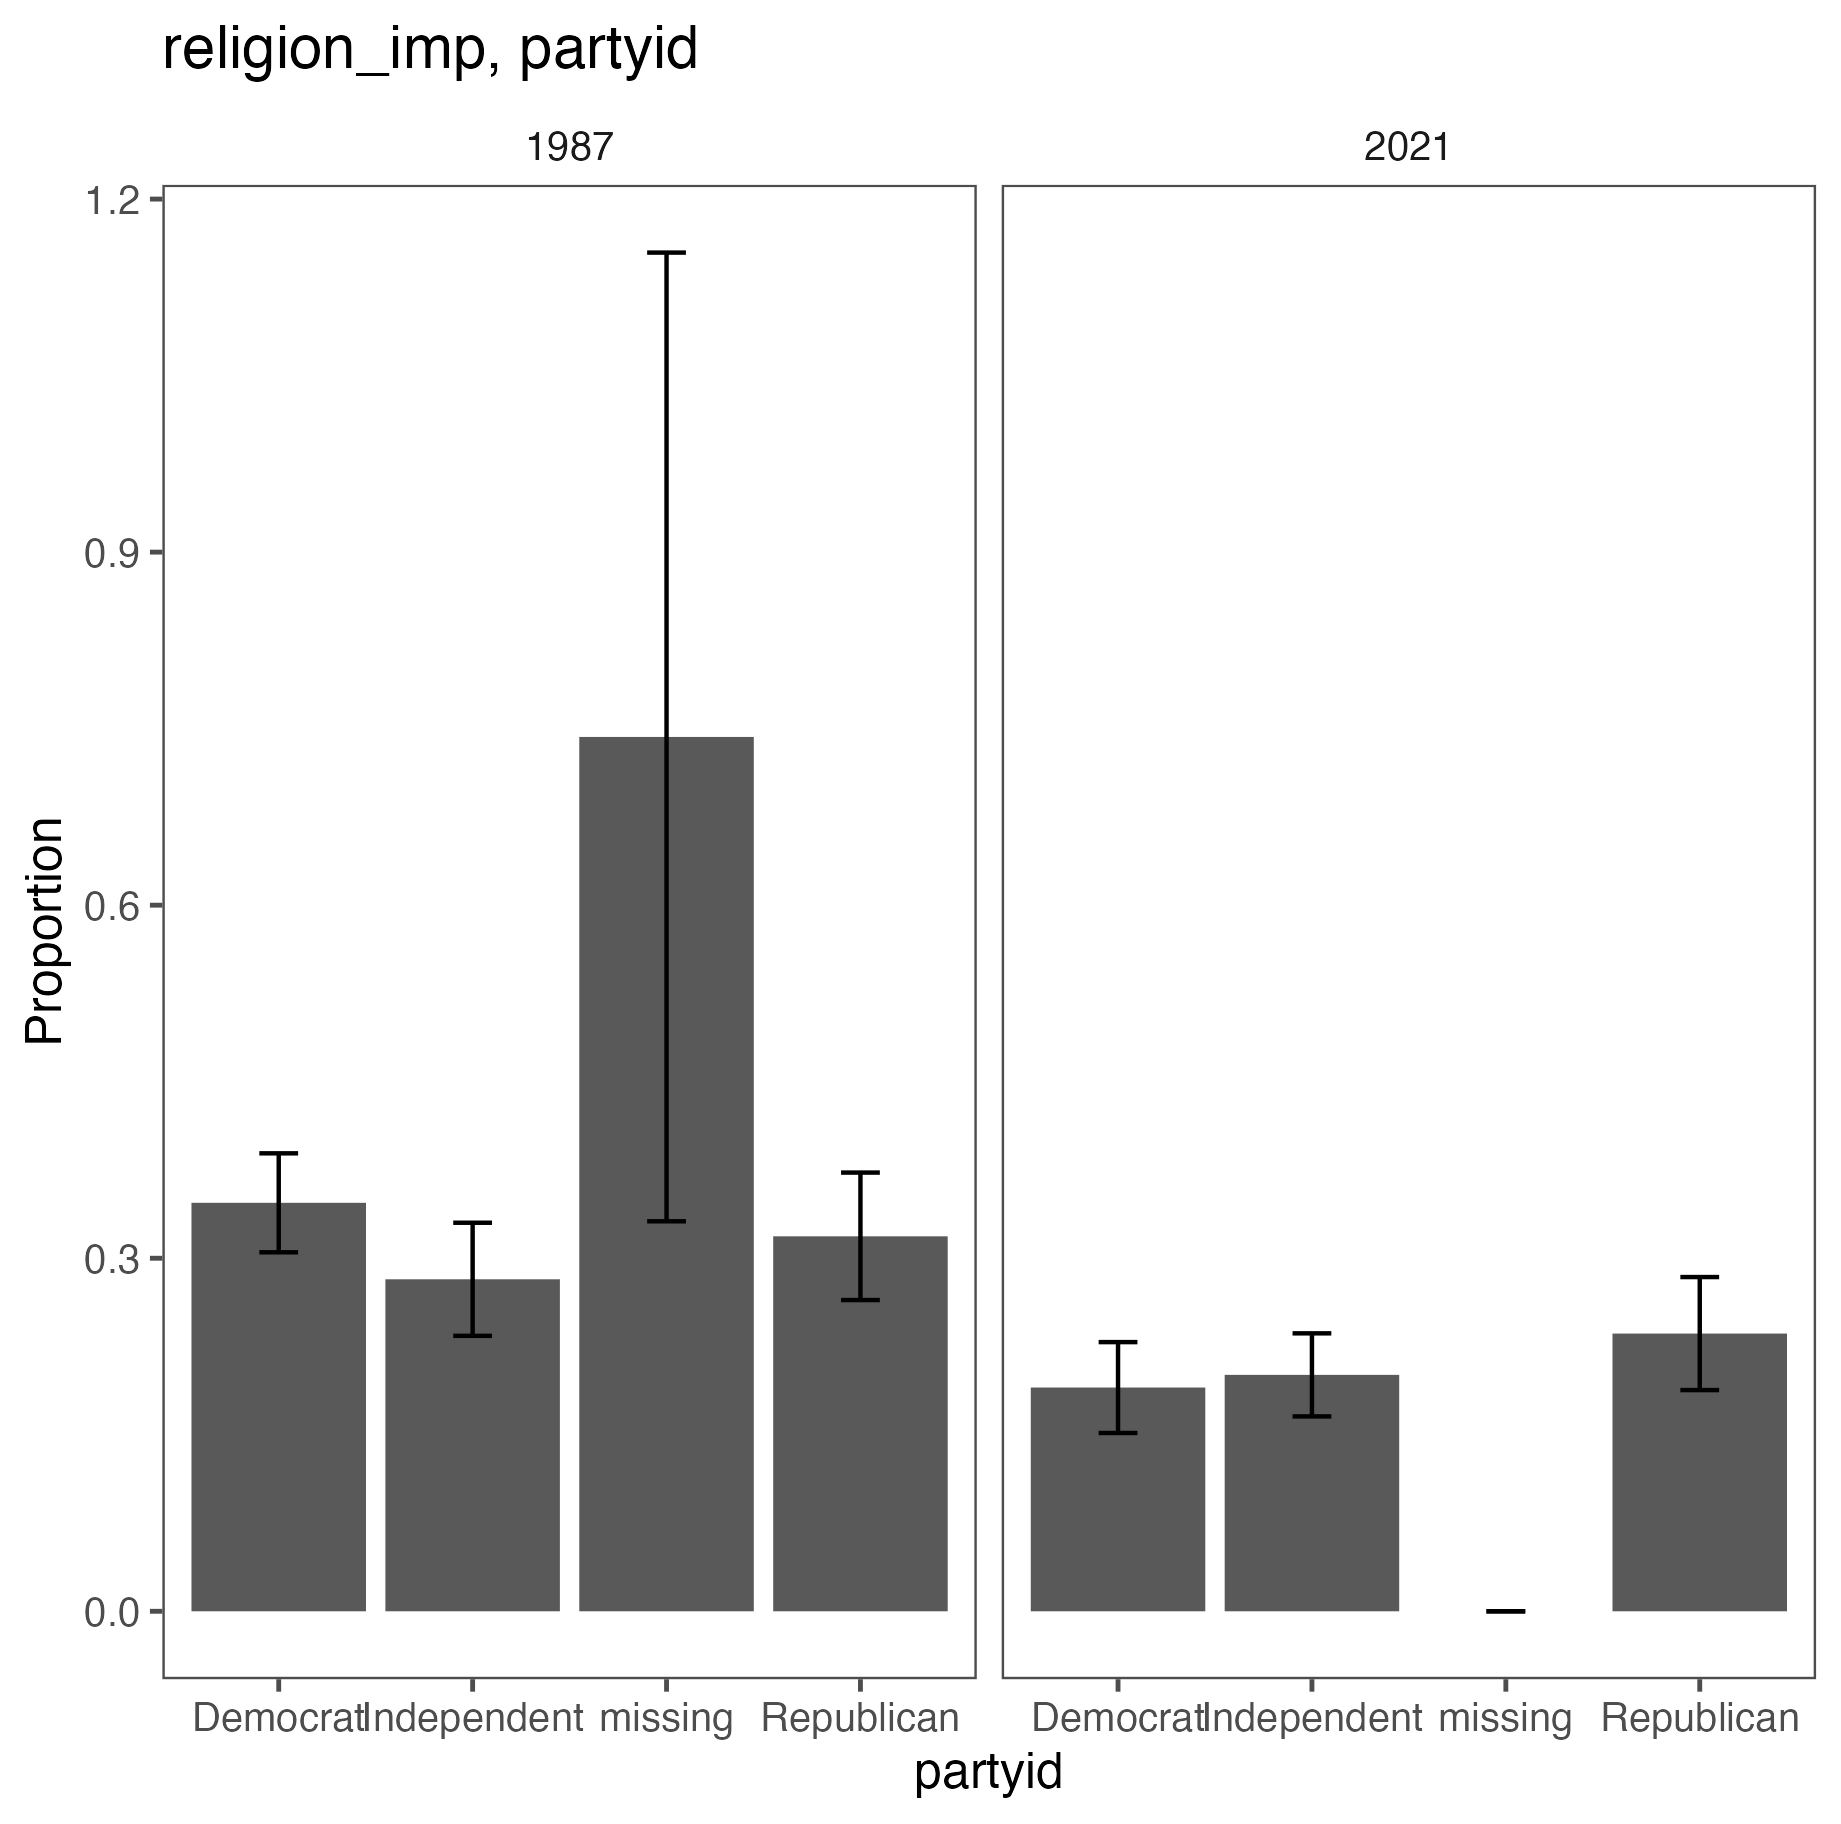 religion_imp, partyid
1987 2021
1.2
0.9
0.6
0.3
0.0
Proportion
Democrat Independent missing Republican Democrat Independent missing Republican
partyid